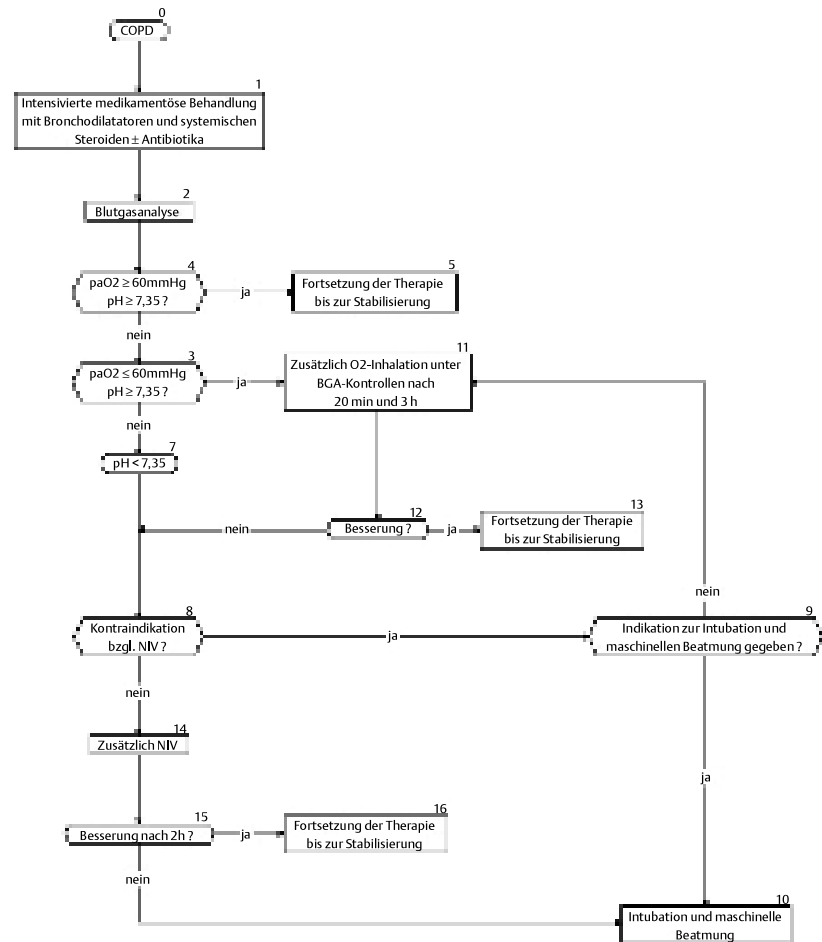 0
COPD
1
Intensivierte medikamentöse Behandlung
mit Bronchodilatatoren und systemischen
Steroiden ± Antibiotika
2
Blutgasanalyse
4
paO2 ≥ 60mmHg
pH ≥ 7,35 ?
ja
5
Fortsetzung der Therapie
bis zur Stabilisierung
nein
3
paO2 ≤ 60mmHg
pH ≥ 7,35 ?
ja
11
Zusätzlich O2-Inhalation unter
BGA-Kontrollen nach
20 min und 3 h
nein
7
pH < 7,35
12
Besserung ?
nein
ja
13
Fortsetzung der Therapie
bis zur Stabilisierung
nein
8
Kontraindikation
bzgl. NIV ?
ja
9
Indikation zur Intubation und
maschinellen Beatmung gegeben ?
nein
14
Zusätzlich NIV
ja
15
Besserung nach 2h ?
ja
16
Fortsetzung der Therapie
bis zur Stabilisierung
nein
10
Intubation und maschinelle
Beatmung